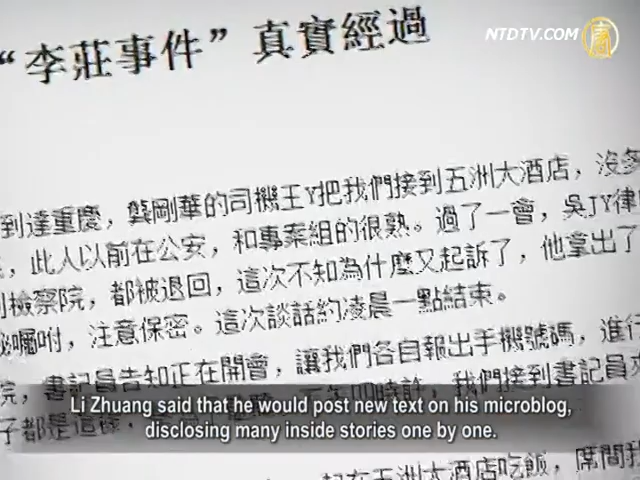 NTDTV.COM
“李莊事件”真實經過
到達重慶，龔剛華的司機王Y把我們接到五洲大酒店，沒多
，此人以前在公安，和專案組的很熟。過了一會，吳JY律
檢察院，都被退回，這次不知為什麼又起訴了，他拿出了
囑咐，注意保密。這次談話約凌晨一點結束。
院，書記員告知正在開會，讓我們各自報出手機號碼，進行
子都是這樣，我們接到書記員
在五洲大酒店吃飯，席間我
Li Zhuang said that he would post new text on his microblog,
disclosing many inside stories one by one.